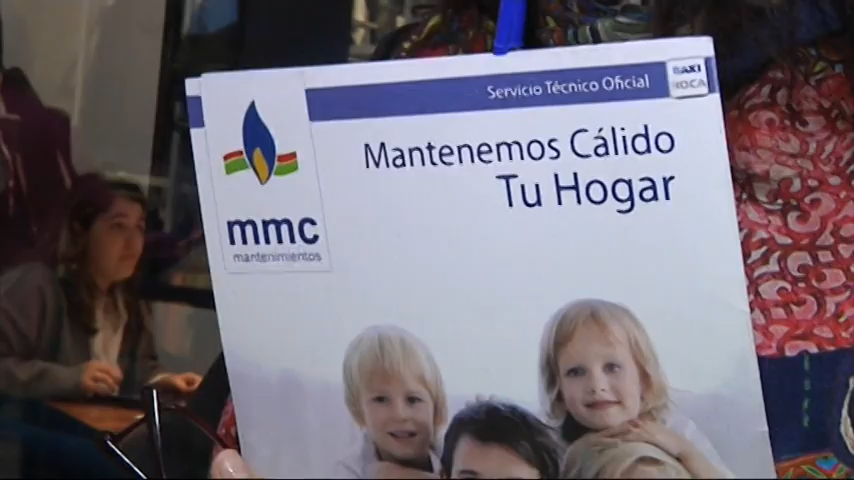 Servicio Técnico Oficial
BAXI
ROCA
Mantenemos Cálido
Tu Hogar
mmc
mantenimientos